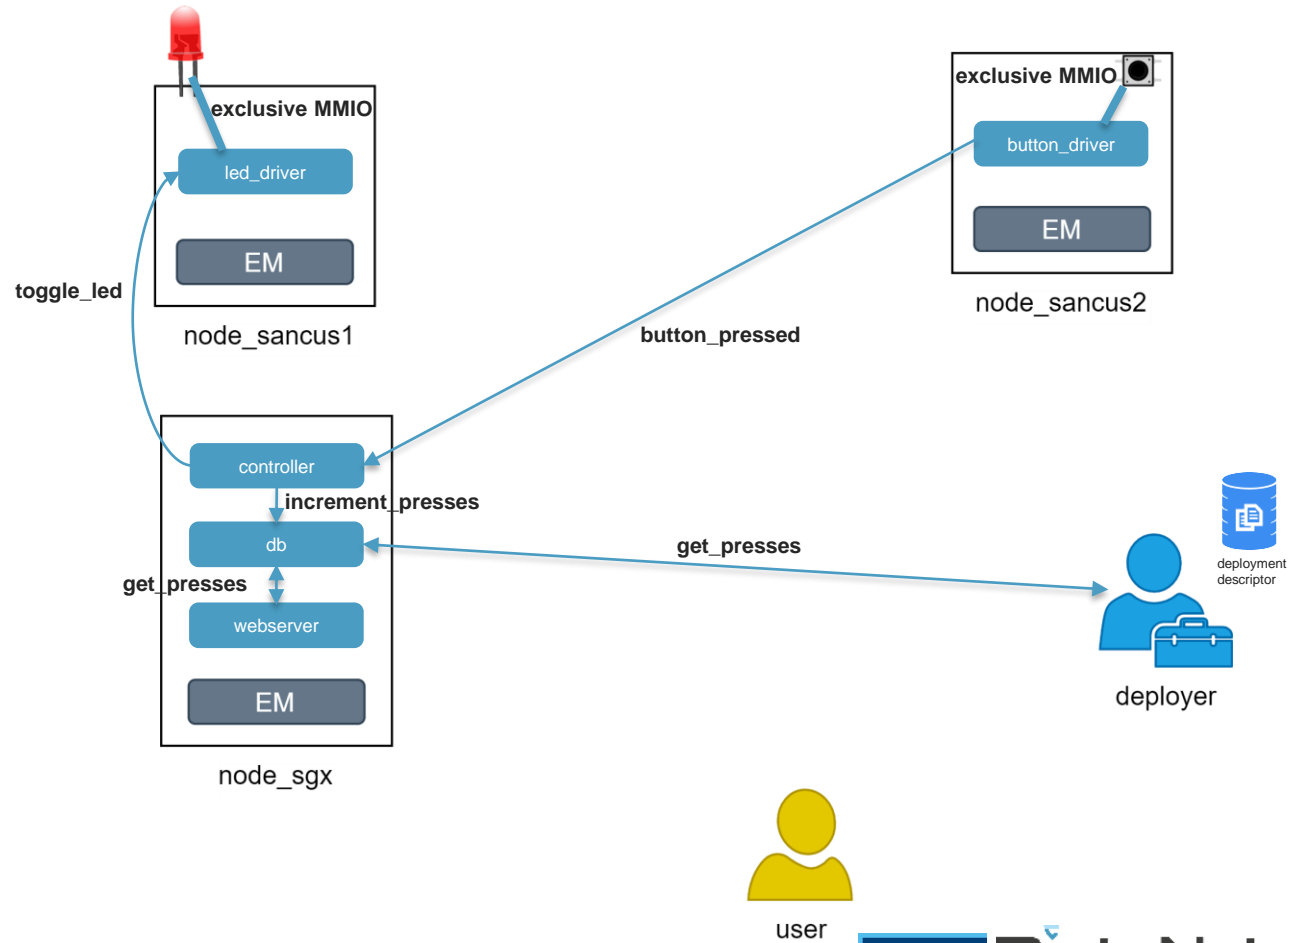 exclusive MMIO
led_driver
EM
node_sancus1
exclusive MMIO
button_driver
EM
node_sancus2
toggle_led
button_pressed
controller
increment_presses
db
get_presses
get_presses
webserver
EM
node_sgx
deployment
descriptor
deployer
user